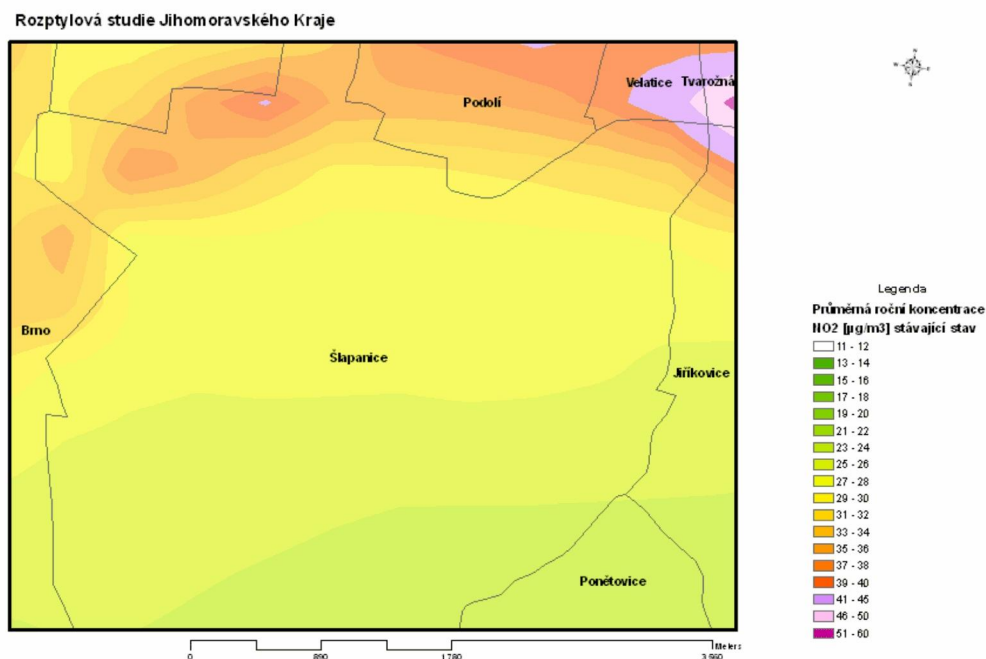 Rozptylová studie Jihomoravského Kraje
N
W
E
S
Velatice
Tvarožná
Podolí
Brno
Šlapanice
Jiříkovice
Ponětovice
Legenda
Průměrná roční koncentrace
NO2 [µg/m3] stávající stav
11 - 12
13 - 14
15 - 16
17 - 18
19 - 20
21 - 22
23 - 24
25 - 26
27 - 28
29 - 30
31 - 32
33 - 34
35 - 36
37 - 38
39 - 40
41 - 45
46 - 50
51 - 60
Meters
0 890 1 780 3 560